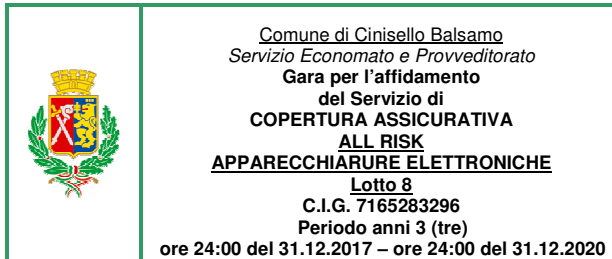 Comune di Cinisello Balsamo
Servizio Economato e Provveditorato
Gara per l'affidamento
del Servizio di
COPERTURA ASSICURATIVA
ALL RISK
APPARECCHIARURE ELETTRONICHE
Lotto 8
C.I.G. 7165283296
Periodo anni 3 (tre)
ore 24:00 del 31.12.2017 – ore 24:00 del 31.12.2020